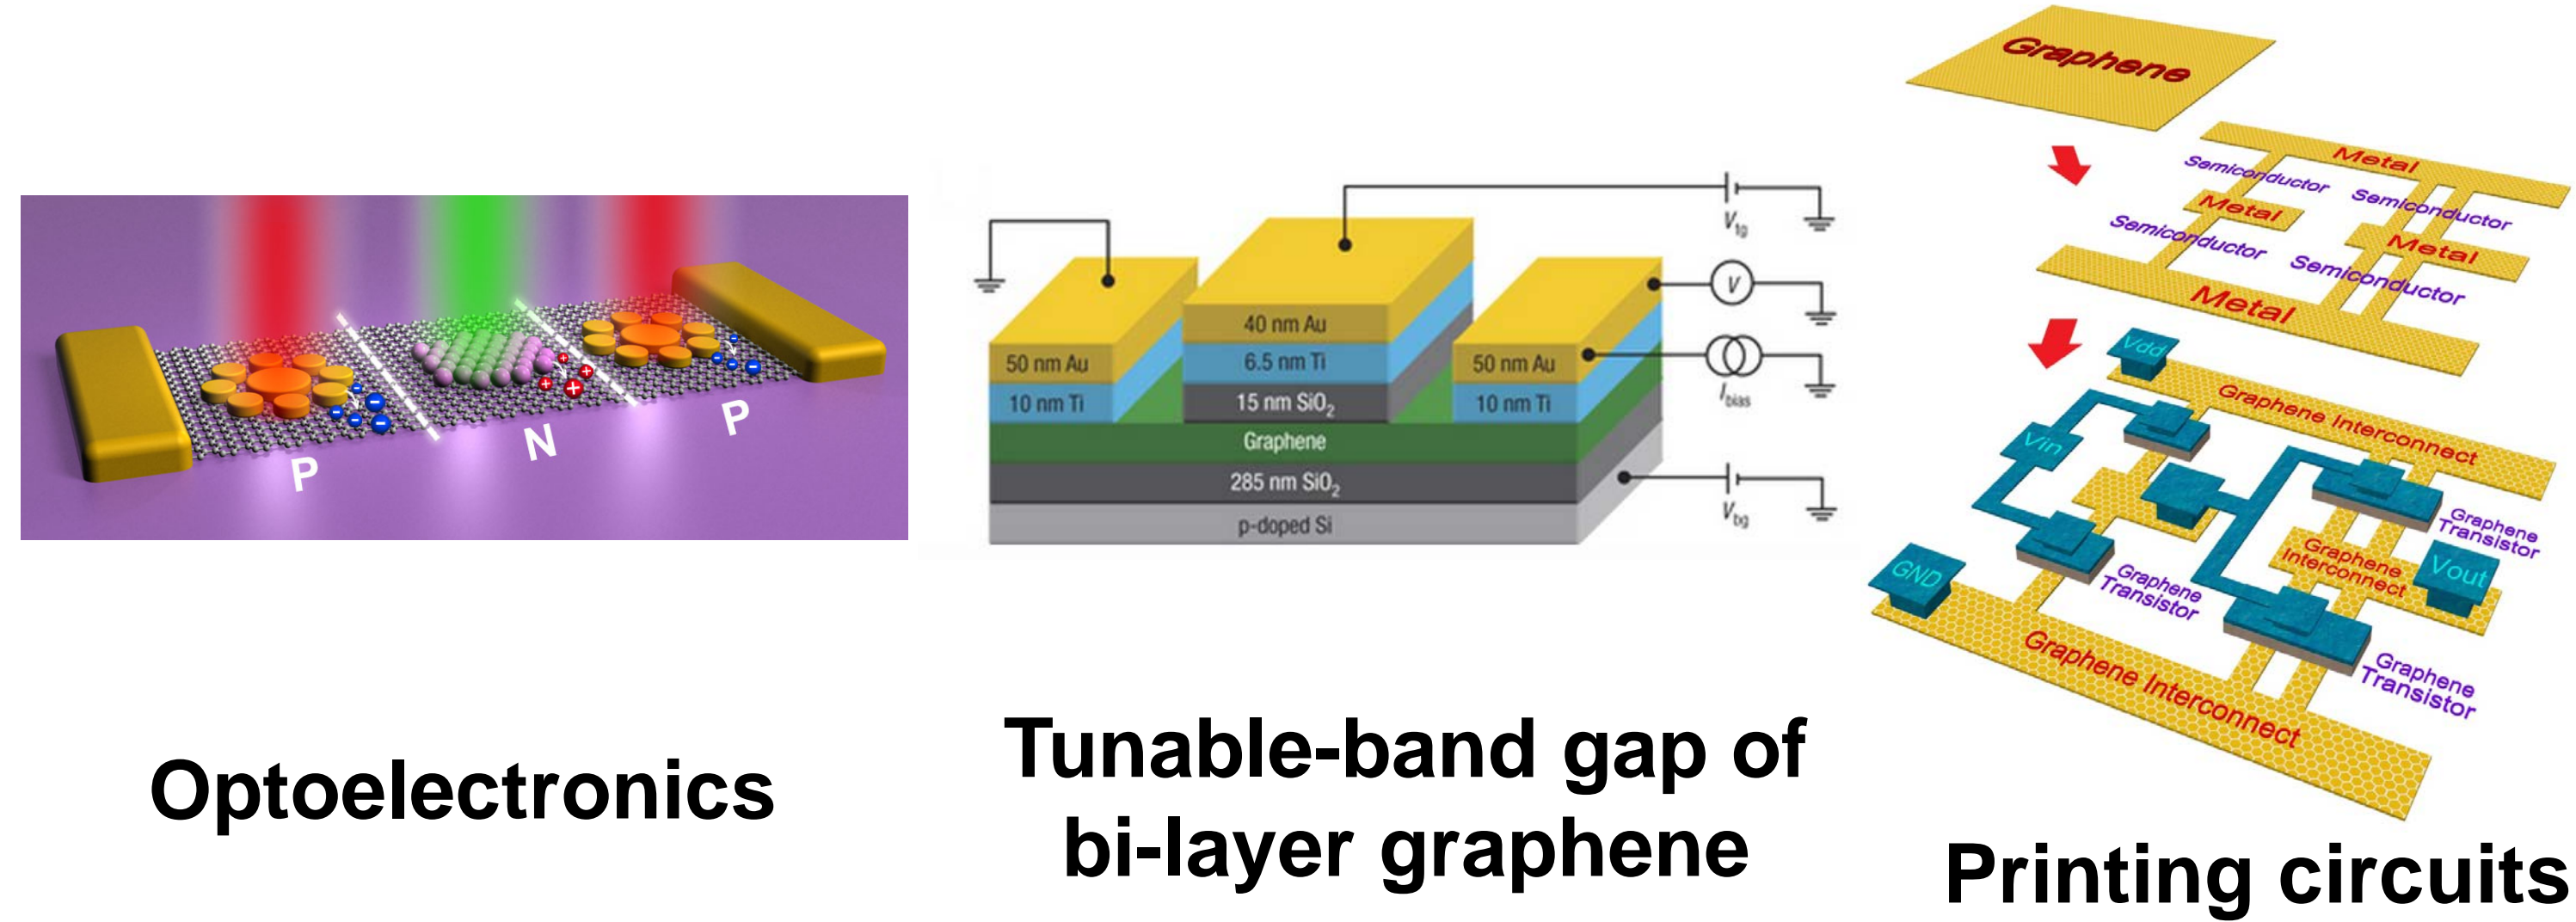 P
N
P
Optoelectronics
50 nm Au
10 nm Ti
40 nm Au
6.5 nm Ti
15 nm SiO₂
50 nm Au
10 nm Ti
Graphene
285 nm SiO₂
p-doped Si
Vtg
V
Ibias
Vbg
Tunable-band gap of
bi-layer graphene
Graphene
Metal
Semiconductor
Semiconductor
Metal
Semiconductor
Metal
Semiconductor
Metal
Vdd
Graphene Interconnect
Vin
Graphene
Transistor
Graphene
Interconnect
Vout
GND
Graphene
Transistor
Graphene
Transistor
Graphene Interconnect
Printing circuits